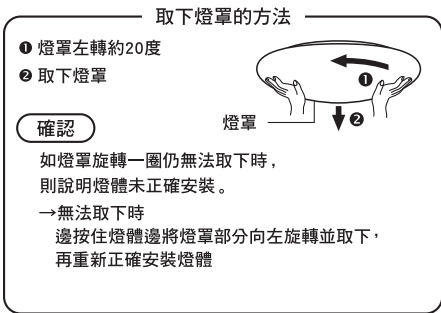 取下燈罩的方法
❶ 燈罩左轉約20度
❷ 取下燈罩
❶
燈罩
❷
確認
如燈罩旋轉一圈仍無法取下時，
則說明燈體未正確安裝。
→無法取下時
邊按住燈體邊將燈罩部分向左旋轉並取下，
再重新正確安裝燈體